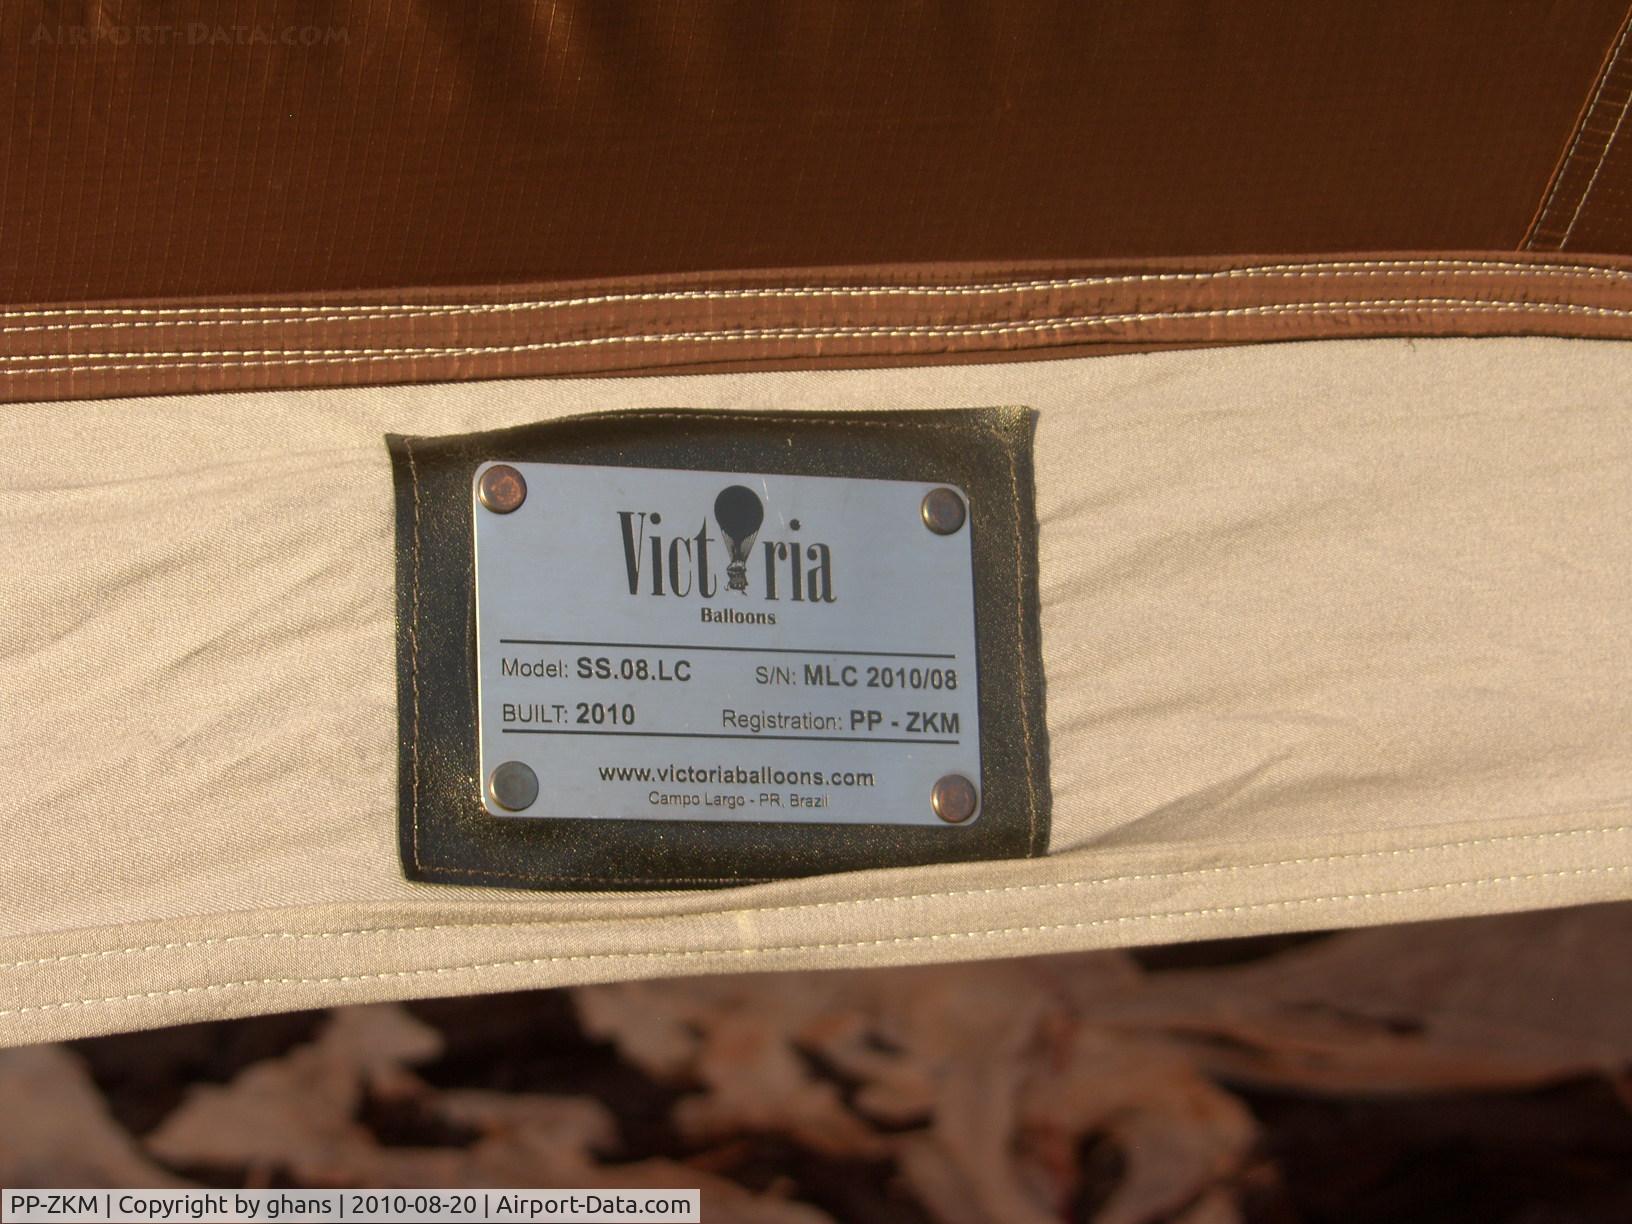 AIRPORT-DATA.COM
Victoria
Balloons
Model: SS.08.LC S/N: MLC 2010/08
BUILT: 2010 Registration: PP - ZKM
www.victoriaballoons.com
Campo Largo - PR, Brazil
PP-ZKM | Copyright by ghans | 2010-08-20 | Airport-Data.com